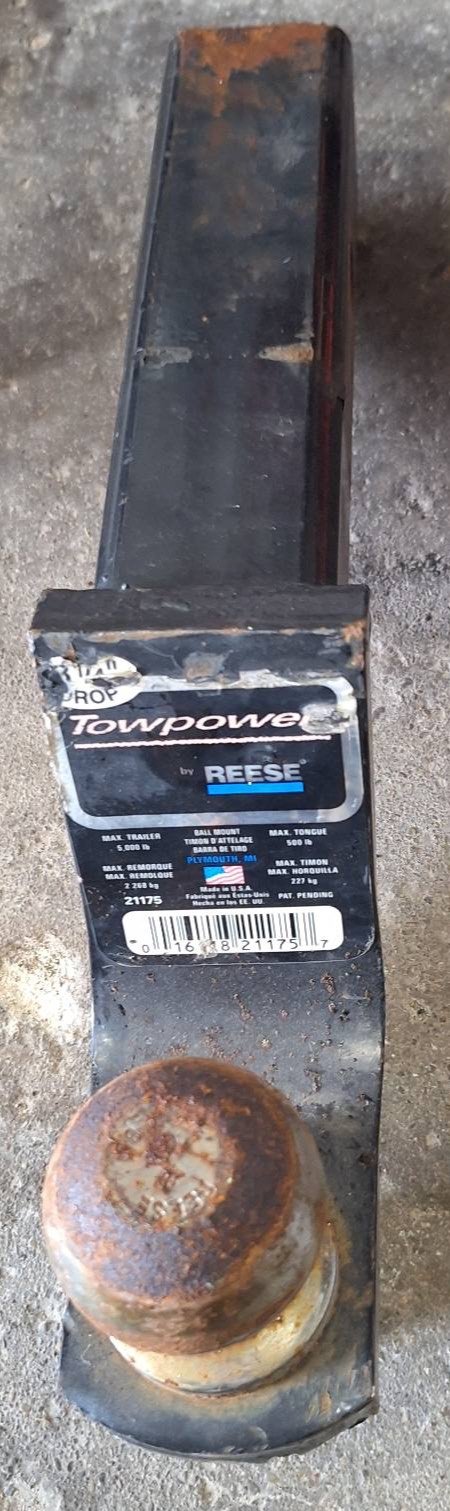 DROP
Towpower
by REESE®
MAX. TRAILER
5,000 lb
MAX. REMORQUE
MAX. REMOLQUE
2 268 kg
21175
BALL MOUNT
TIMON D'ATTELAGE
BARRA DE TIRO
PLYMOUTH, MI
Made in U.S.A.
Fabriqué aux États-Unis
Hecho en los EE. UU.
MAX. TONGUE
500 lb
MAX. TIMON
MAX. HORQUILLA
227 kg
PAT. PENDING
0 16118 21175 7